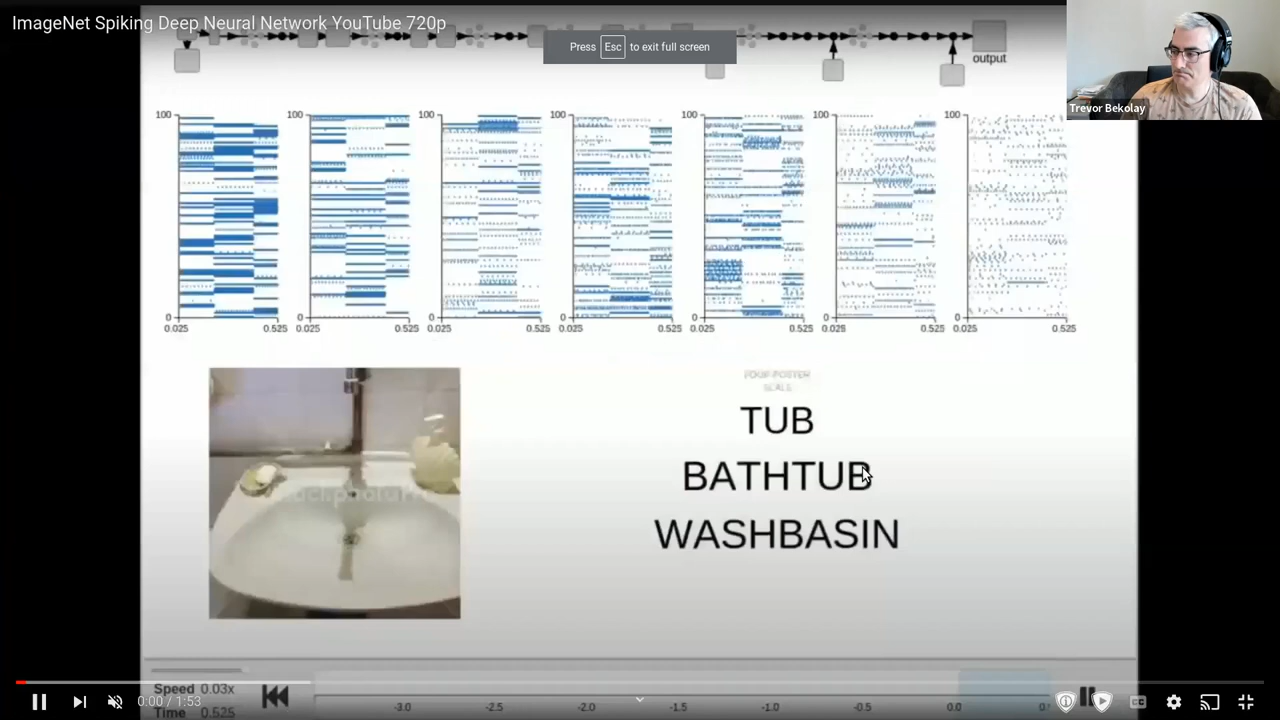 ImageNet Spiking Deep Neural Network YouTube 720p
Press Esc to exit full screen
output
Trevor Bekolay
100 100 100 100 100 100 100
0 0 0 0 0 0 0
0.025 0.525 0.025 0.525 0.025 0.525 0.025 0.525 0.025 0.525 0.025 0.525 0.025 0.525
FOUR-POSTER
SCALE
TUB
BATHTUB
WASHBASIN
Speed 0.03x
0:00 / 1:53
CC
Time 0.525
-3.0 -2.5 -2.0 -1.5 -1.0 -0.5 0.0